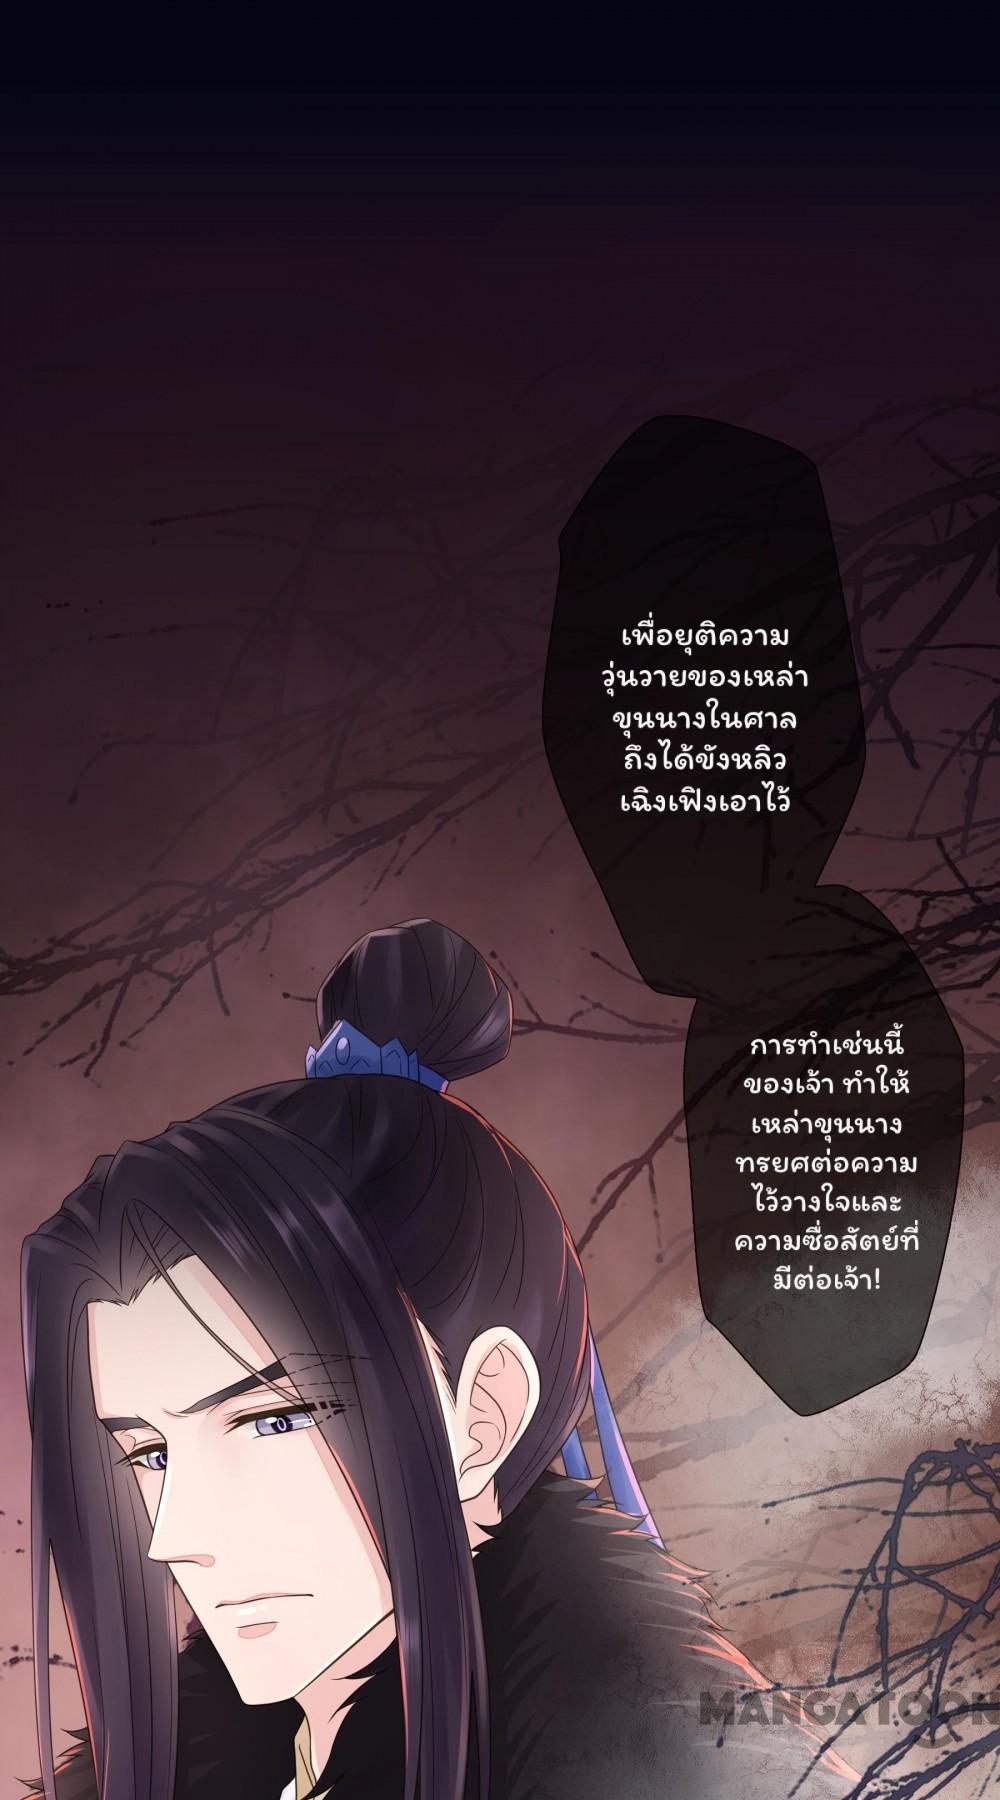 เพื่อยุติความ
วุ่นวายของเหล่า
ขุนนางในศาล
ถึงได้ขังหลิว
เฉิงเฟิงเอาไว้
การทำเช่นนี้
ของเจ้า ทำให้
เหล่าขุนนาง
ทรยศต่อความ
ไว้วางใจและ
ความซื่อสัตย์ที่
มีต่อเจ้า!
MANGATOON